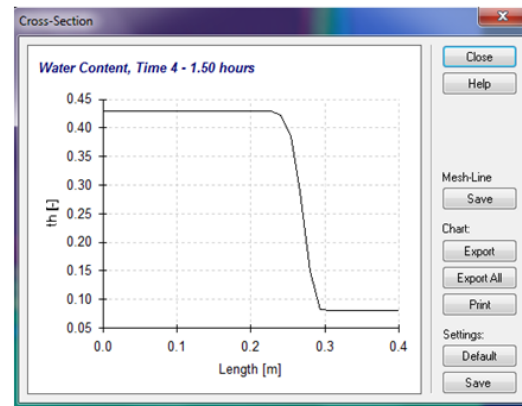 Cross-Section
Water Content, Time 4 - 1.50 hours
0.45
0.40
0.35
0.30
0.25
0.20
0.15
0.10
0.05
th [-]
0.0 0.1 0.2 0.3 0.4
Length [m]
Close
Help
Mesh-Line
Save
Chart:
Export
Export All
Print
Settings:
Default
Save